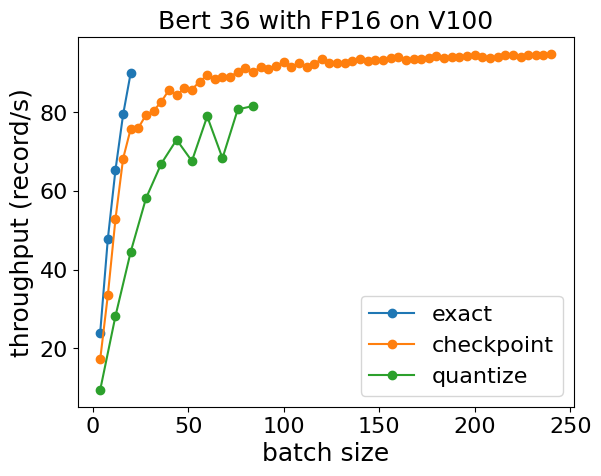 Bert 36 with FP16 on V100
throughput (record/s)
80
60
40
20
exact
checkpoint
quantize
0 50 100 150 200 250
batch size